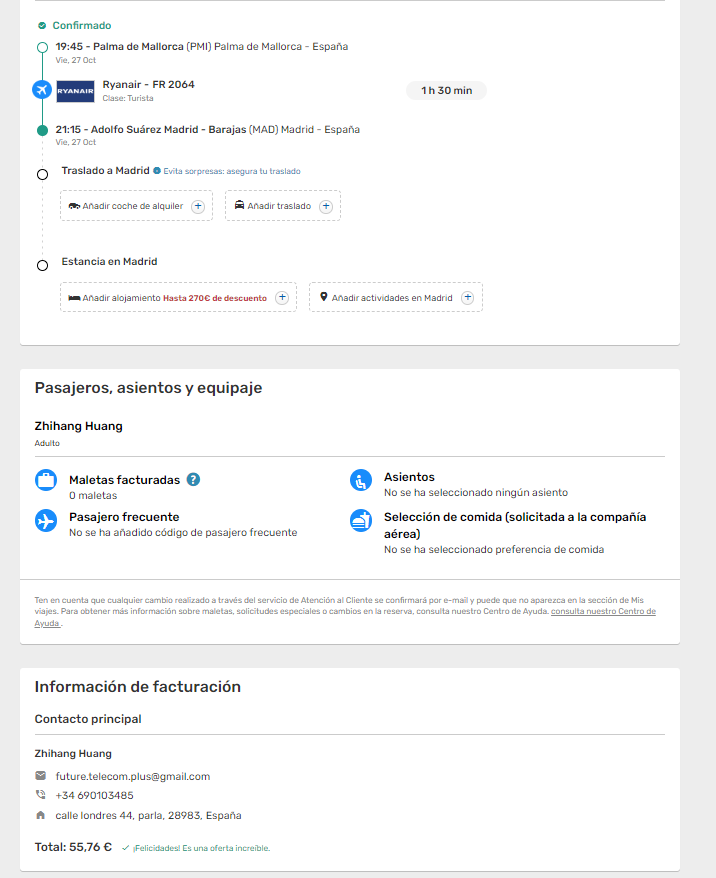 Confirmado
19:45 - Palma de Mallorca (PMI) Palma de Mallorca - España
Vie, 27 Oct
RYANAIR
Ryanair - FR 2064
Clase: Turista
1 h 30 min
21:15 - Adolfo Suárez Madrid - Barajas (MAD) Madrid - España
Vie, 27 Oct
Traslado a Madrid Evita sorpresas: asegura tu traslado
Añadir coche de alquiler +
Añadir traslado +
Estancia en Madrid
Añadir alojamiento Hasta 270€ de descuento +
Añadir actividades en Madrid +
Pasajeros, asientos y equipaje
Zhihang Huang
Adulto
Maletas facturadas ?
0 maletas
Asientos
No se ha seleccionado ningún asiento
Pasajero frecuente
No se ha añadido código de pasajero frecuente
Selección de comida (solicitada a la compañía
aérea)
No se ha seleccionado preferencia de comida
Ten en cuenta que cualquier cambio realizado a través del servicio de Atención al Cliente se confirmará por e-mail y puede que no aparezca en la sección de Mis
viajes. Para obtener más información sobre maletas, solicitudes especiales o cambios en la reserva, consulta nuestro Centro de Ayuda. consulta nuestro Centro de
Ayuda .
Información de facturación
Contacto principal
Zhihang Huang
future.telecom.plus@gmail.com
+34 690103485
calle londres 44, parla, 28983, España
Total: 55,76 € ¡Felicidades! Es una oferta increíble.